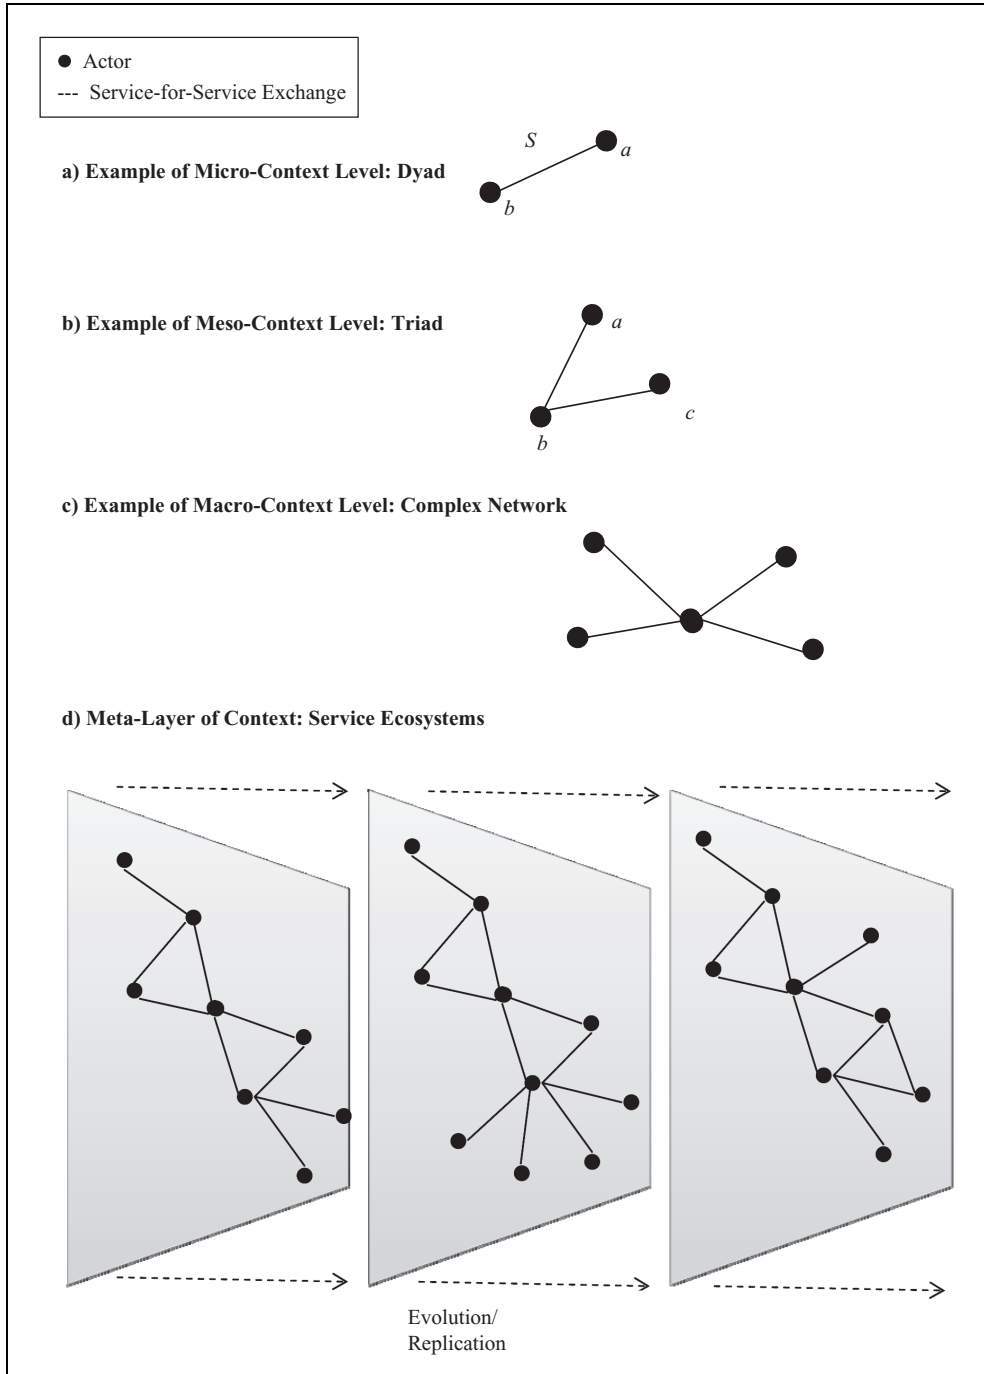 Actor
--- Service-for-Service Exchange
S
a
a) Example of Micro-Context Level: Dyad
b
b) Example of Meso-Context Level: Triad
a
c
b
c) Example of Macro-Context Level: Complex Network
d) Meta-Layer of Context: Service Ecosystems
Evolution/
Replication